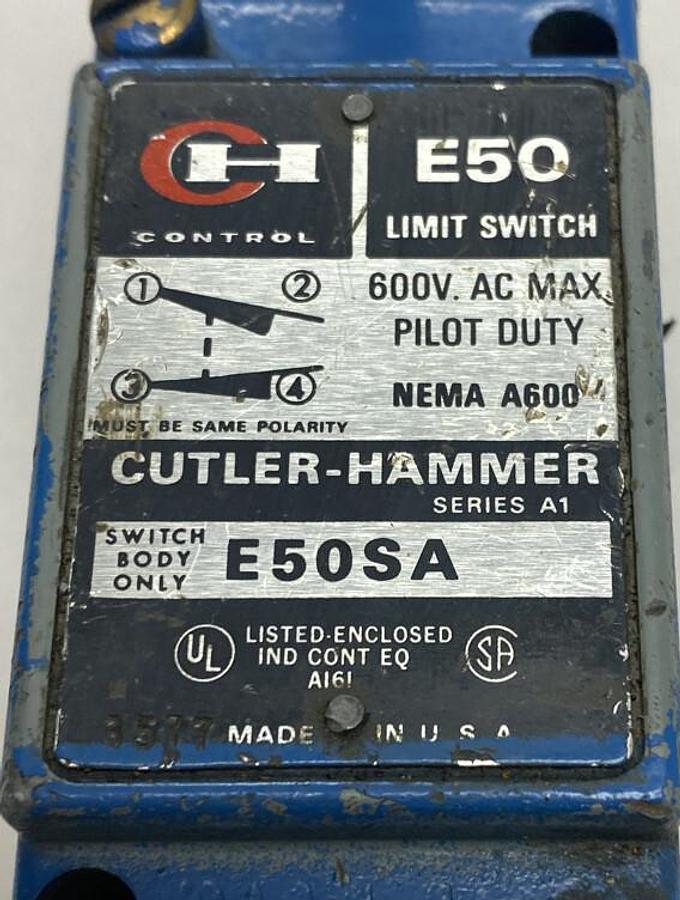 CH
CONTROL
E50
LIMIT SWITCH
1 2
3 4
MUST BE SAME POLARITY
600V. AC MAX.
PILOT DUTY
NEMA A600
CUTLER-HAMMER
SERIES A1
SWITCH
BODY
ONLY
E50SA
UL
LISTED-ENCLOSED
IND CONT EQ
A161
SA
MADE IN U.S.A.